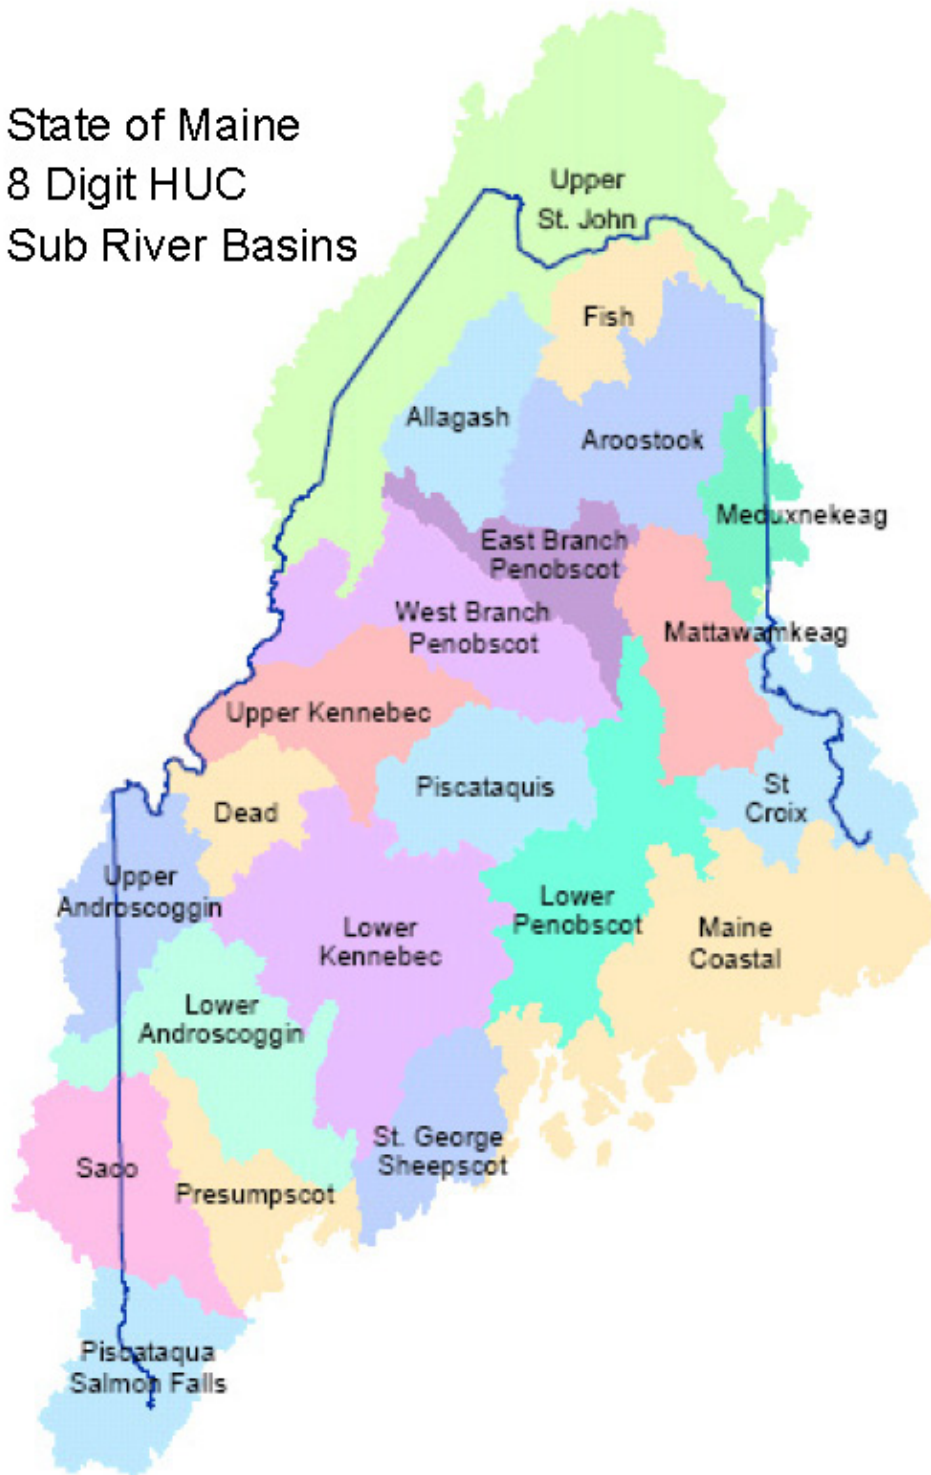 State of Maine
8 Digit HUC
Sub River Basins
Upper
St. John
Fish
Allagash
Aroostook
Meduxnekeag
East Branch
Penobscot
West Branch
Penobscot
Mattawamkeag
Upper Kennebec
Piscataquis
Dead
St
Croix
Upper
Androscoggin
Lower
Kennebec
Lower
Penobscot
Maine
Coastal
Lower
Androscoggin
St. George
Sheepscot
Saco
Presumpscot
Piscataqua
Salmon Falls